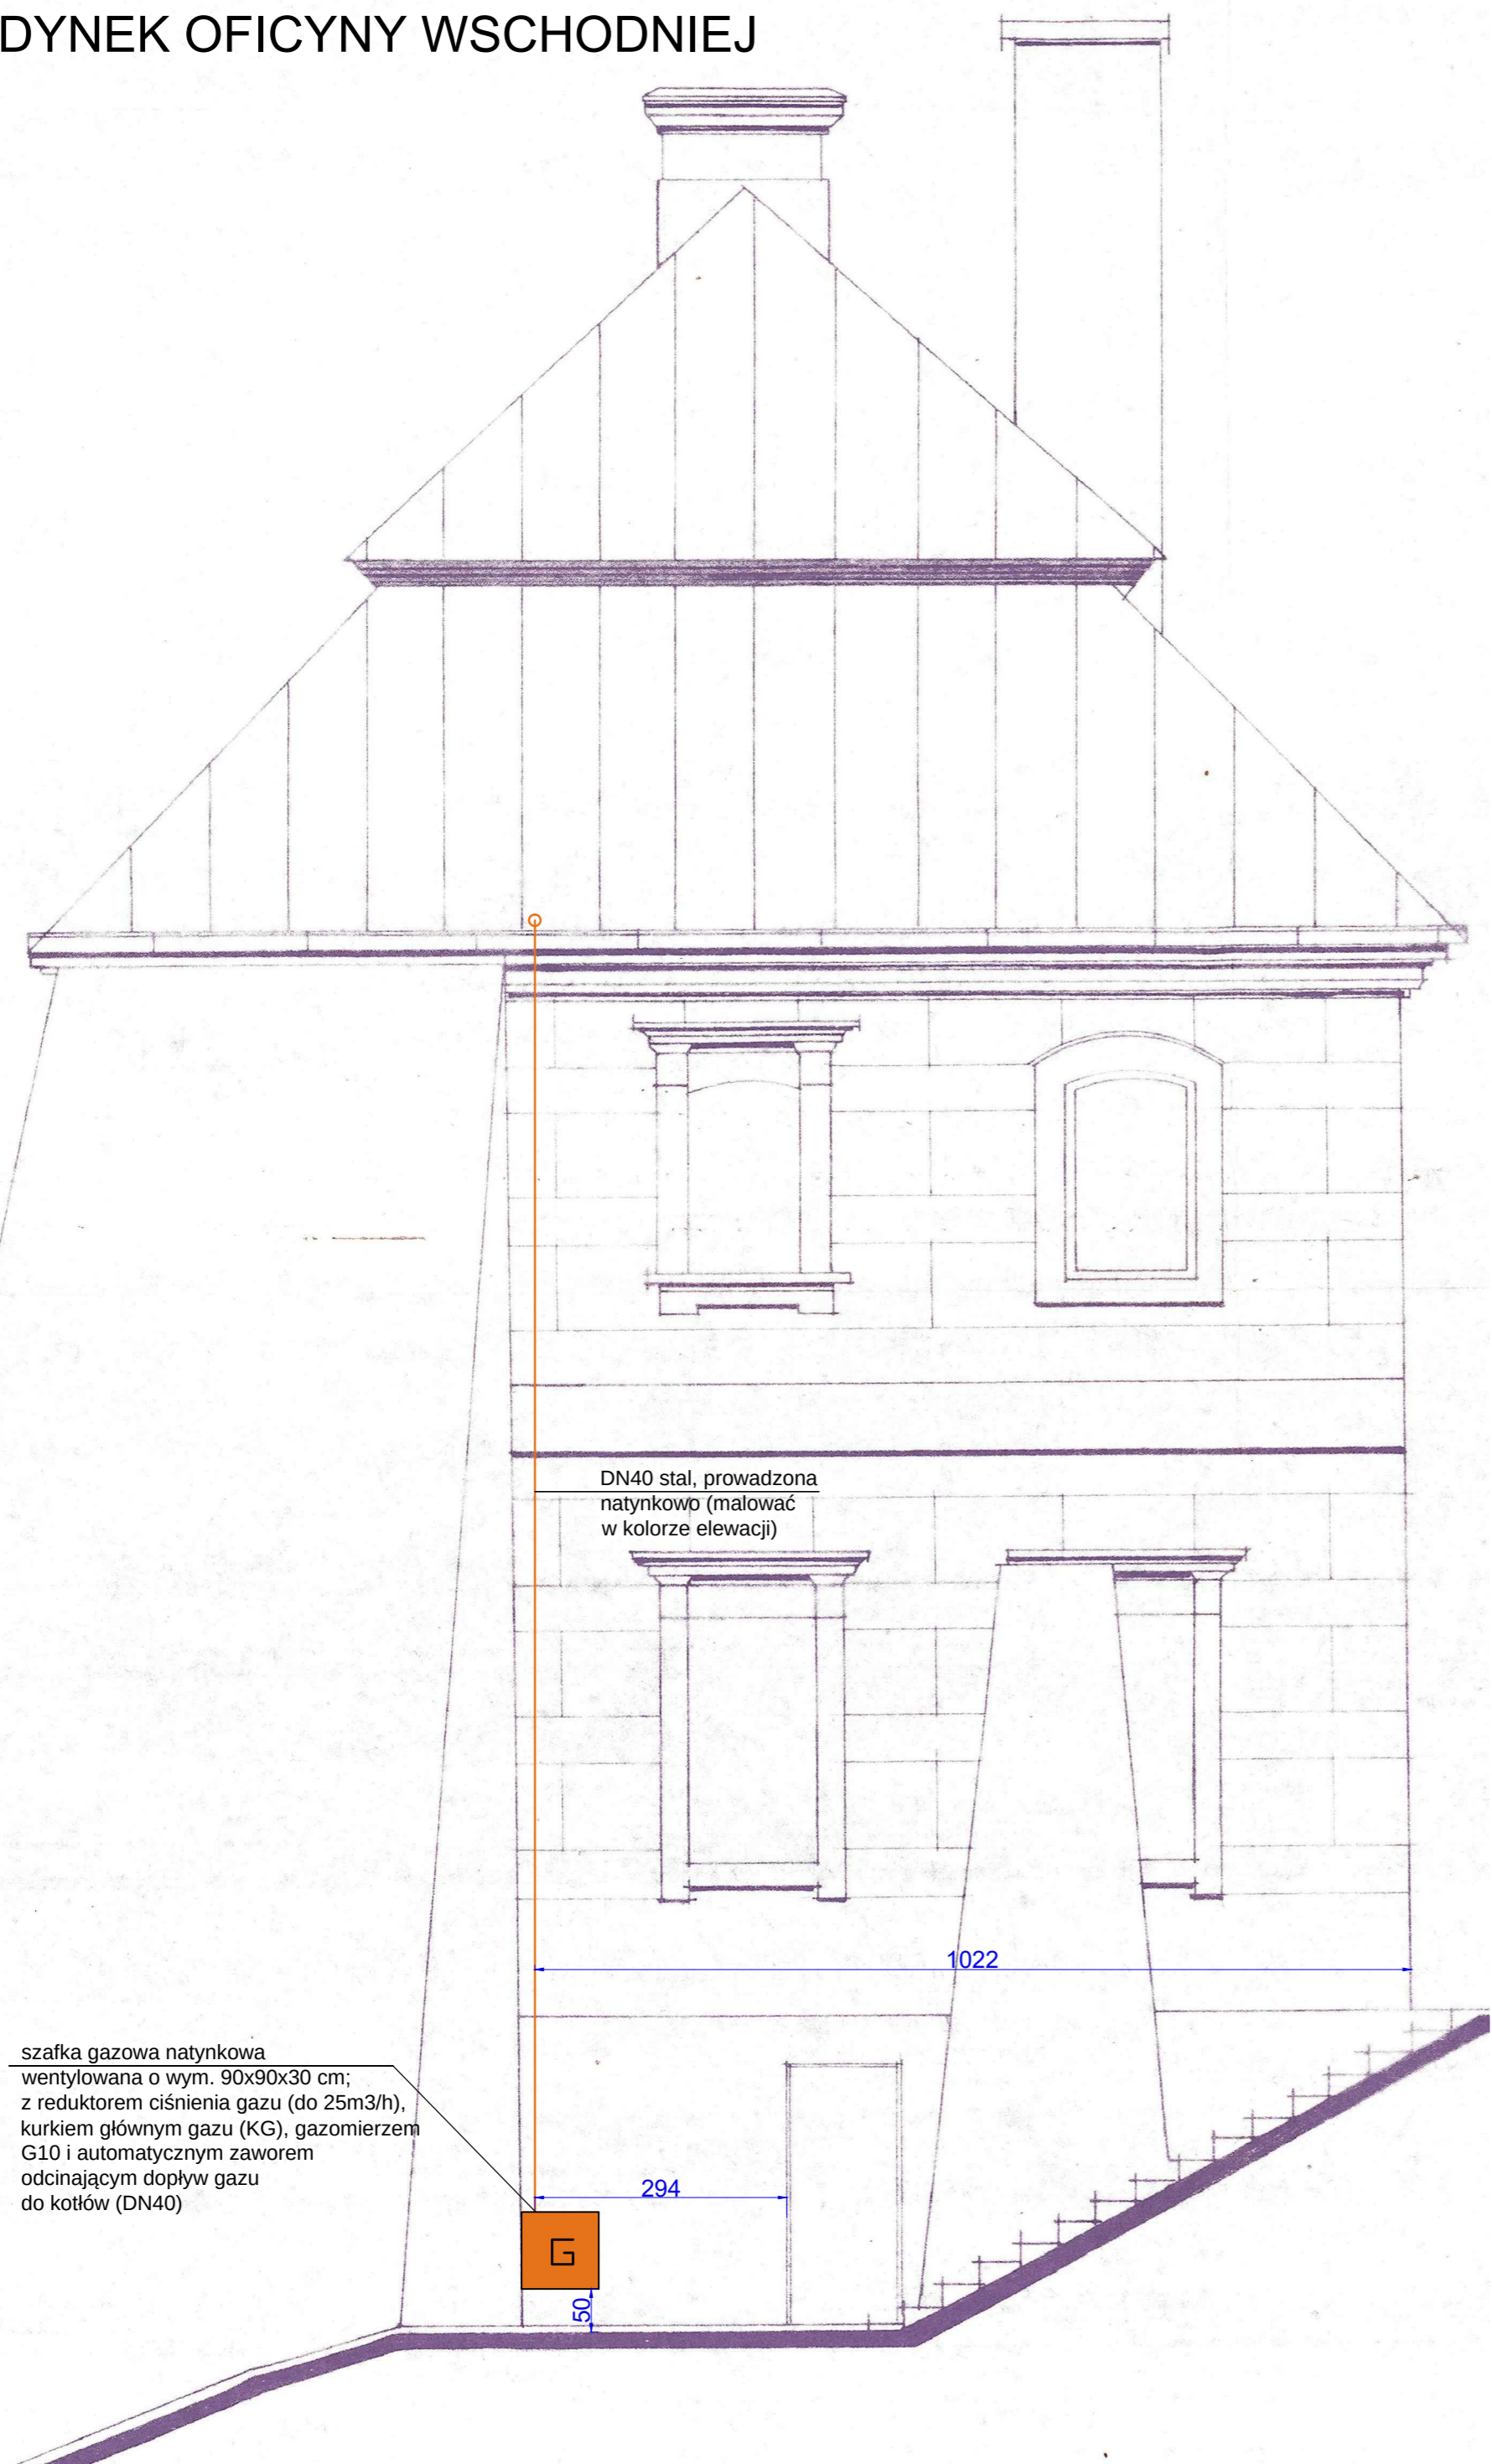 DYNEK OFICYNY WSCHODNIEJ
DN40 stal, prowadzona
natynkowo (malować
w kolorze elewacji)
1022
szafka gazowa natynkowa
wentylowana o wym. 90x90x30 cm;
z reduktorem ciśnienia gazu (do 25m3/h),
kurkiem głównym gazu (KG), gazomierzem
G10 i automatycznym zaworem
odcinającym dopływ gazu
do kotłów (DN40)
294
G
50